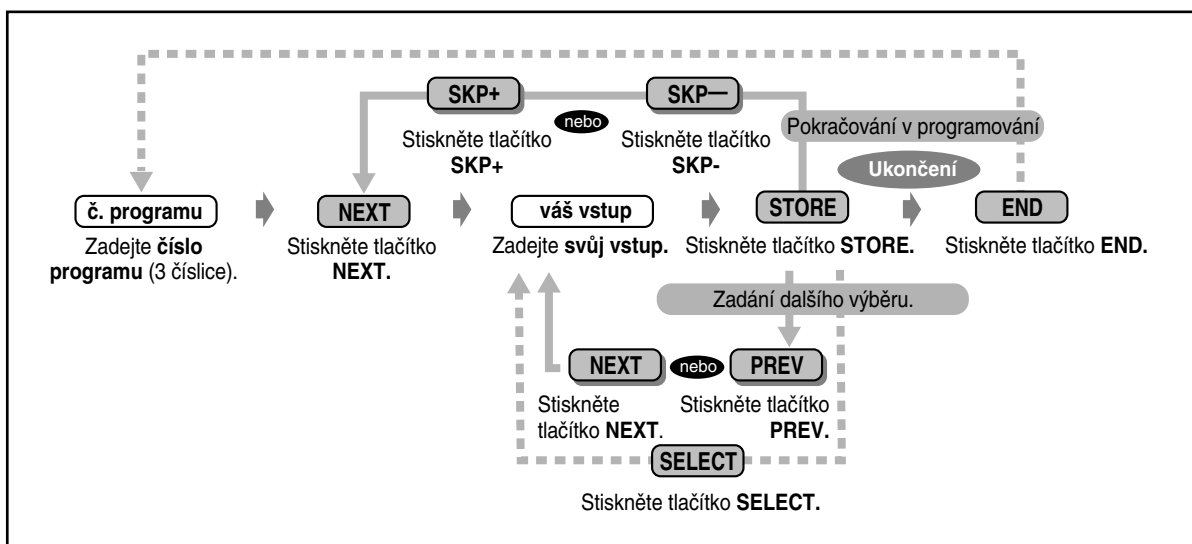 SKP+
SKP—
nebo
Stiskněte tlačítko
SKP+
Stiskněte tlačítko
SKP-
Pokračování v programování
Ukončení
č. programu
NEXT
váš vstup
STORE
END
Zadejte číslo
programu (3 číslice).
Stiskněte tlačítko
NEXT.
Zadejte svůj vstup.
Stiskněte tlačítko STORE.
Stiskněte tlačítko END.
Zadání dalšího výběru.
NEXT
nebo
PREV
Stiskněte
tlačítko NEXT.
Stiskněte tlačítko
PREV.
SELECT
Stiskněte tlačítko SELECT.